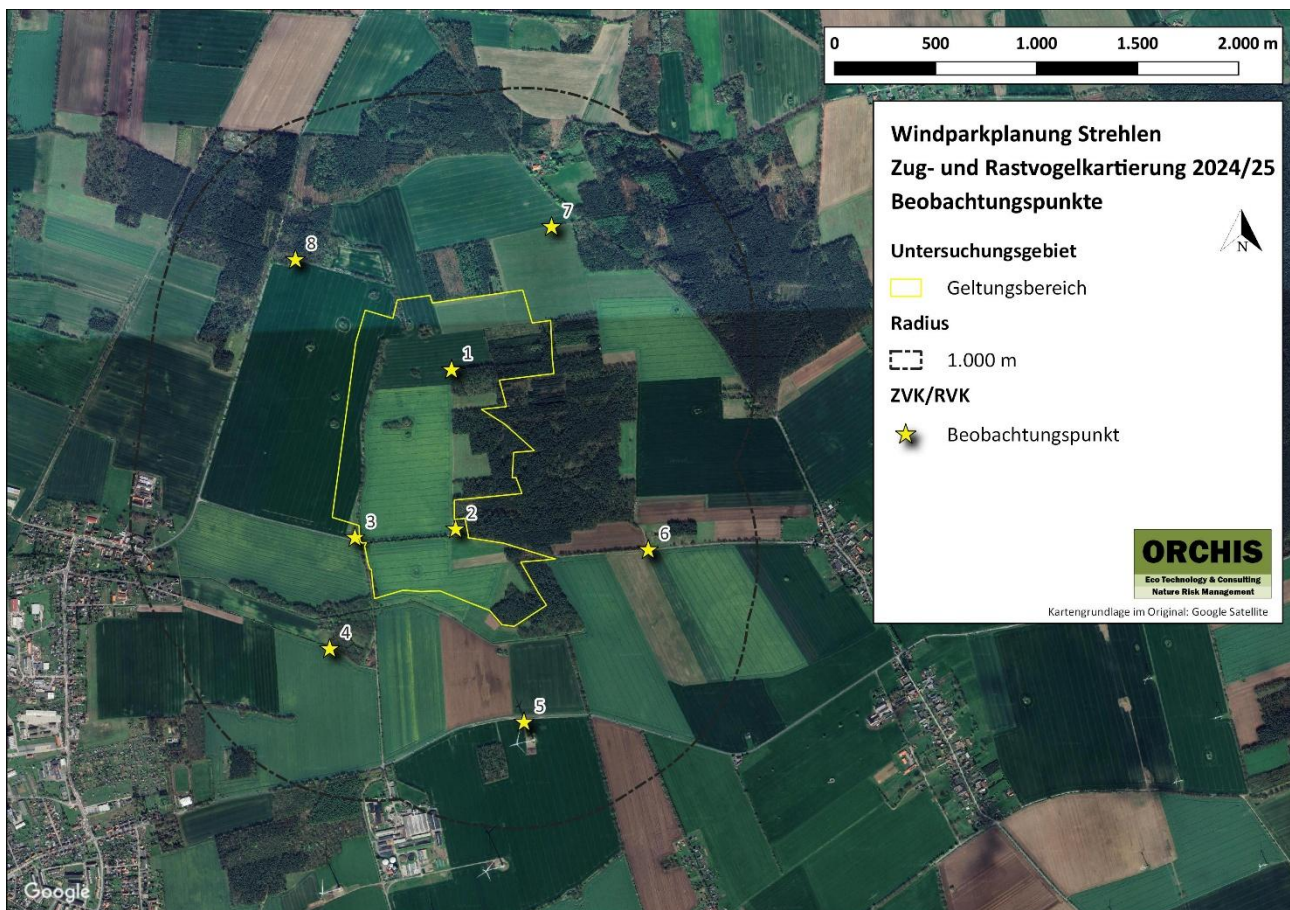 0 500 1.000 1.500 2.000 m
Windparkplanung Strehlen
Zug- und Rastvogelkartierung 2024/25
Beobachtungspunkte
N
Untersuchungsgebiet
Geltungsbereich
Radius
1.000 m
ZVK/RVK
Beobachtungspunkt
ORCHIS
Eco Technology & Consulting
Nature Risk Management
Kartengrundlage im Original: Google Satellite
7
8
1
2
3
6
4
5
Google